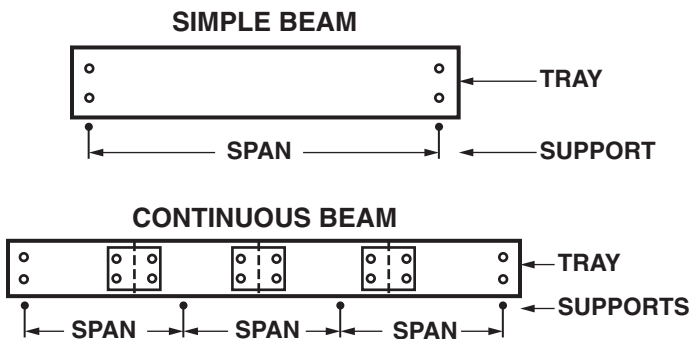 SIMPLE BEAM
TRAY
SPAN
SUPPORT
CONTINUOUS BEAM
TRAY
SUPPORTS
SPAN SPAN SPAN